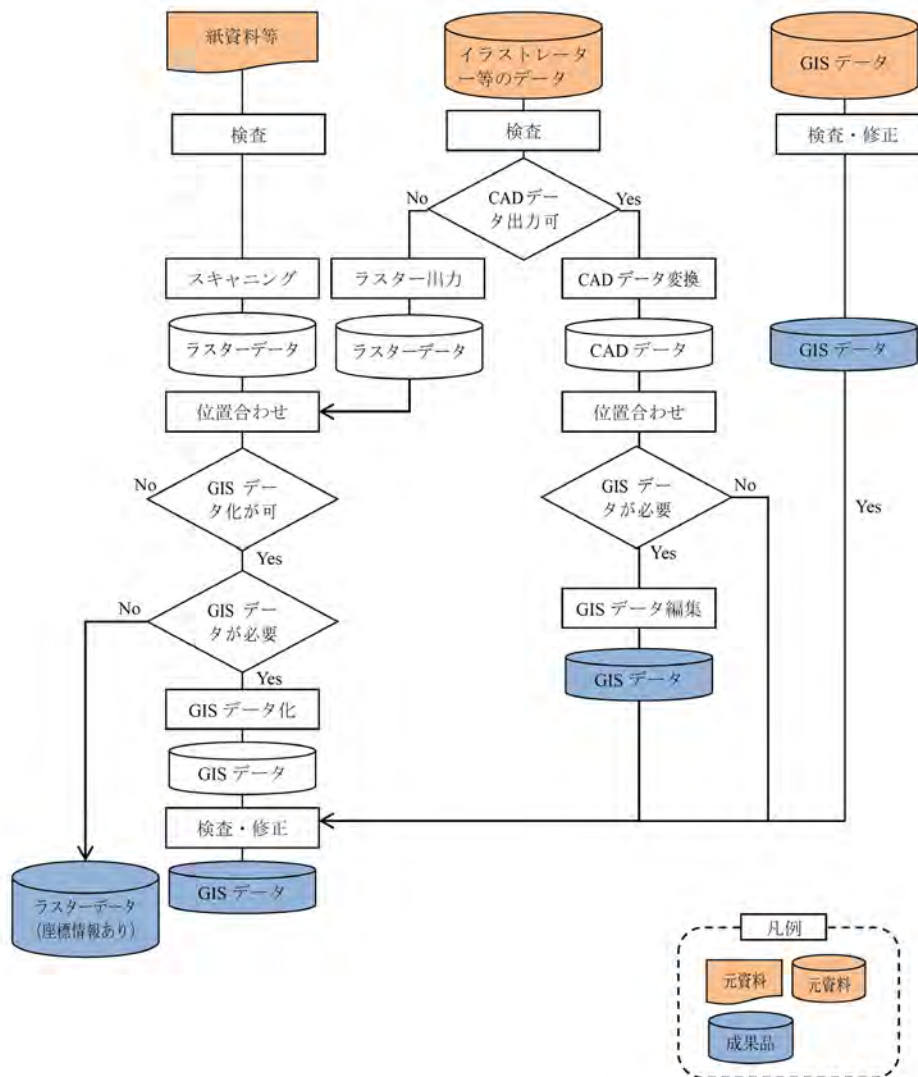 紙資料等
イラストレータ
ー等のデータ
GIS データ
検査
検査
検査・修正
No
CADデー
タ出力可
Yes
スキャニング
ラスター出力
CAD データ変換
ラスターデータ
ラスターデータ
CAD データ
GIS データ
位置合わせ
位置合わせ
No
GIS デー
タ化が可
Yes
GIS デー
タが必要
No
Yes
Yes
No
GIS デー
タが必要
Yes
GIS データ編集
GIS データ
GIS データ化
GIS データ
検査・修正
GIS データ
ラスターデータ
(座標情報あり)
凡例
元資料
元資料
成果品